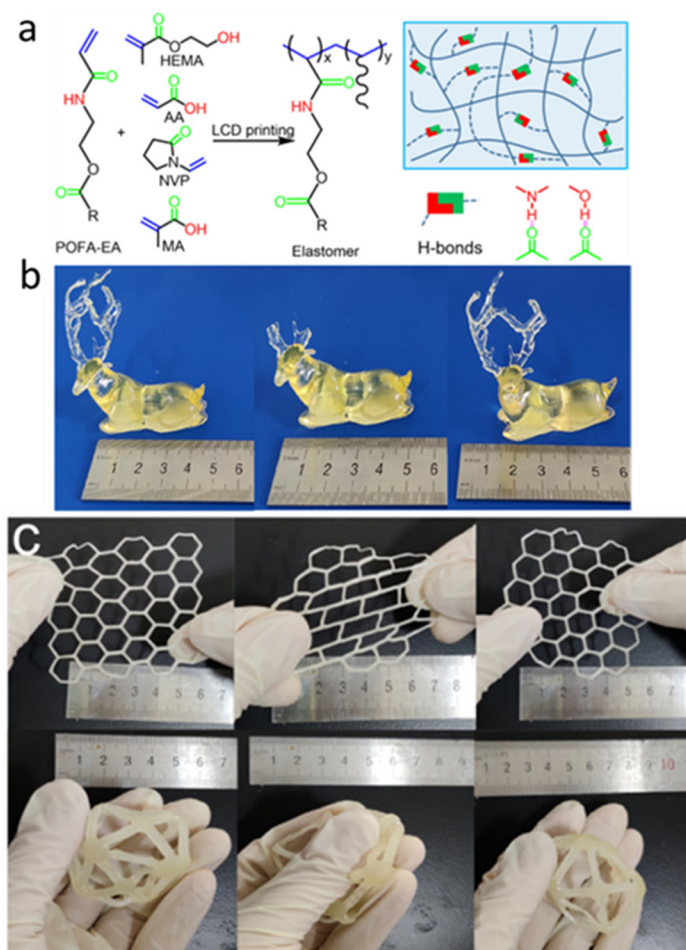 a
O
O
OH
HEMA
O
HN
O
OH
AA
+
O
N
NVP
LCD printing
O
O
R
POFA-EA
O
OH
MA
x
y
O
HN
O
O
R
Elastomer
H-bonds
N
H
O
O
H
O
b
1 2 3 4 5 6
1 2 3 4 5 6
1 2 3 4 5 6
C
1 2 3 4 5 6 7
1 2 3 4 5 6 7 8
1 2 3 4 5 6 7
1 2 3 4 5 6 7
1 2 3 4 5 6 7 8 9
1 2 3 4 5 6 7 8 9 10